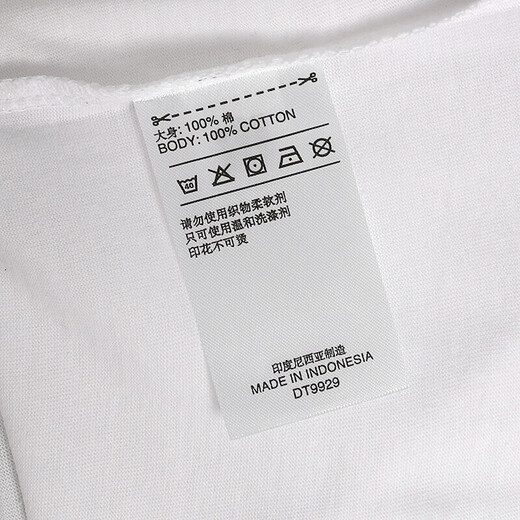 大身: 100% 棉
BODY: 100% COTTON
40
请勿使用织物柔软剂
只可使用温和洗涤剂
印花不可烫
印度尼西亚制造
MADE IN INDONESIA
DT9929